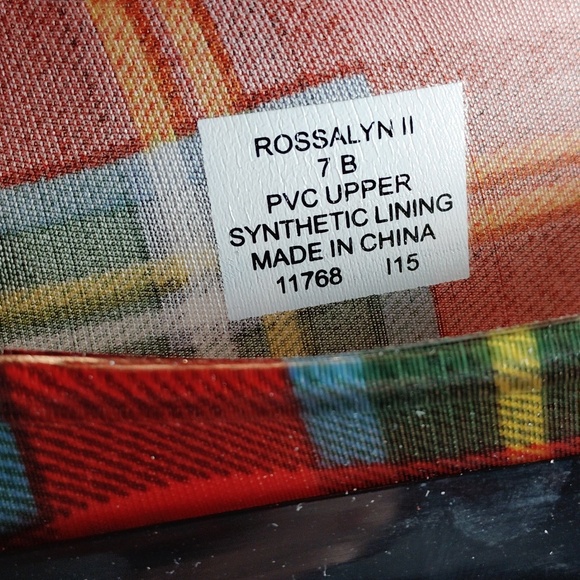 ROSSALYN II
7 B
PVC UPPER
SYNTHETIC LINING
MADE IN CHINA
11768 I15